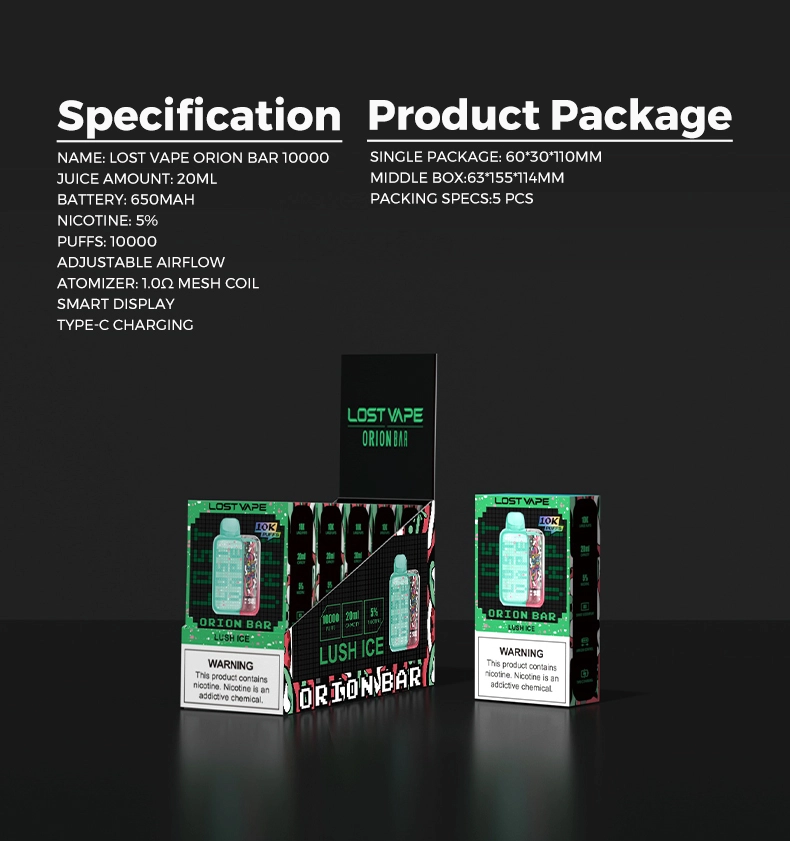 Specification
NAME: LOST VAPE ORION BAR 10000
JUICE AMOUNT: 20ML
BATTERY: 650MAH
NICOTINE: 5%
PUFFS: 10000
ADJUSTABLE AIRFLOW
ATOMIZER: 1.0Ω MESH COIL
SMART DISPLAY
TYPE-C CHARGING
Product Package
SINGLE PACKAGE: 60*30*110MM
MIDDLE BOX:63*155*114MM
PACKING SPECS:5 PCS
LOST VAPE
ORION BAR
LOST VAPE
10K
ORION BAR
LUSH ICE
WARNING
This product contains
nicotine. Nicotine is an
addictive chemical.
10000
20ml
5%
LUSH ICE
ORION BAR
LOST VAPE
10K
ORION BAR
LUSH ICE
WARNING
This product contains
nicotine. Nicotine is an
addictive chemical.